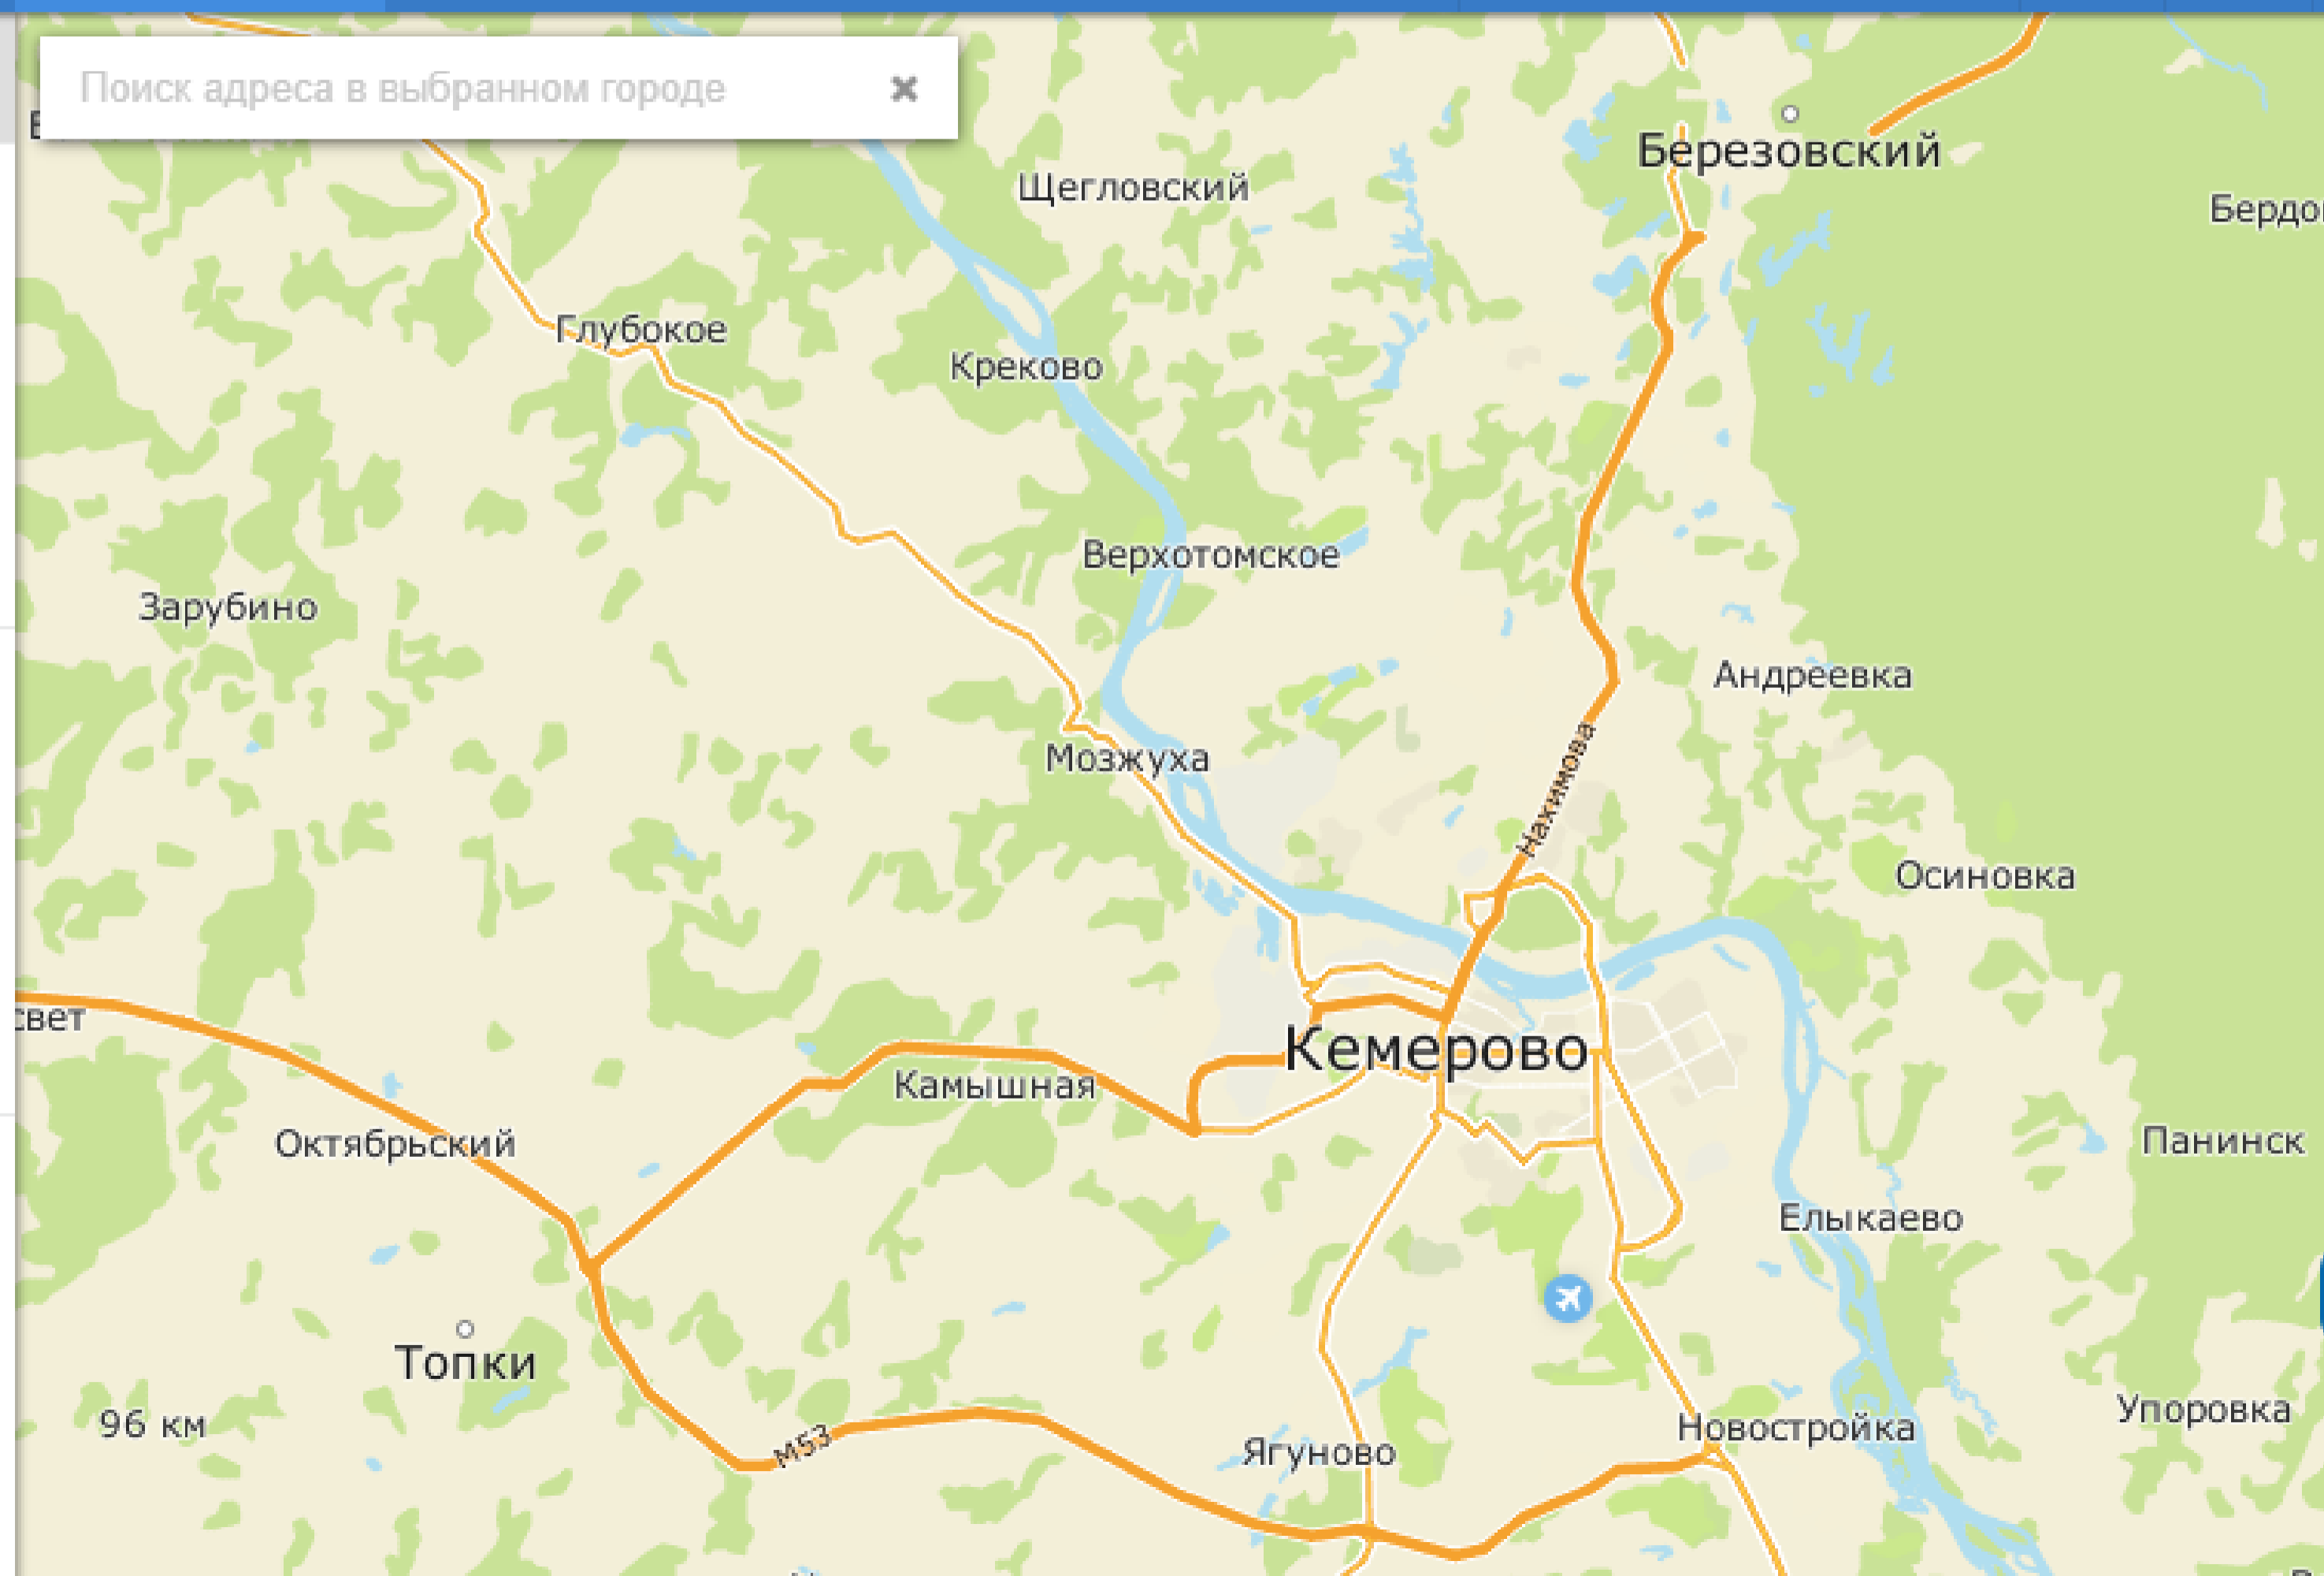 Поиск адреса в выбранном городе
Березовский
Щегловский
Глубокое
Креково
Верхотомское
Зарубино
Андреевка
Мозжуха
Нахимова
Осиновка
свет
Кемерово
Камышная
Октябрьский
Панинск
Елыкаево
Топки
96 км
Упоровка
Новостройка
М53
Ягуново